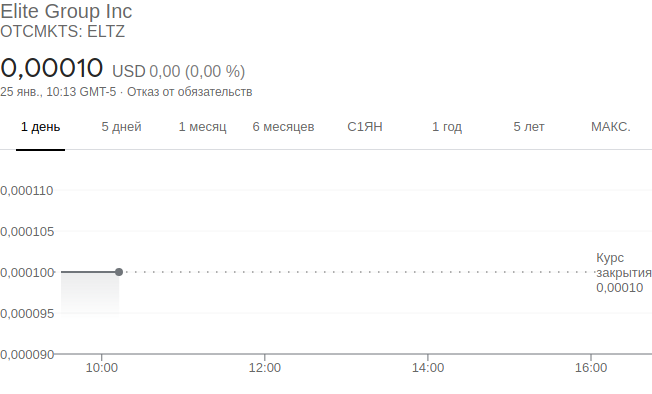 Elite Group Inc
OTCMKTS: ELTZ
0,00010 USD 0,00 (0,00 %)
25 янв., 10:13 GMT-5 · Отказ от обязательств
1 день 5 дней 1 месяц 6 месяцев С1ЯН 1 год 5 лет МАКС.
0,000110
0,000105
0,000100
0,000095
0,000090
Курс
закрытия
0,00010
10:00 12:00 14:00 16:00